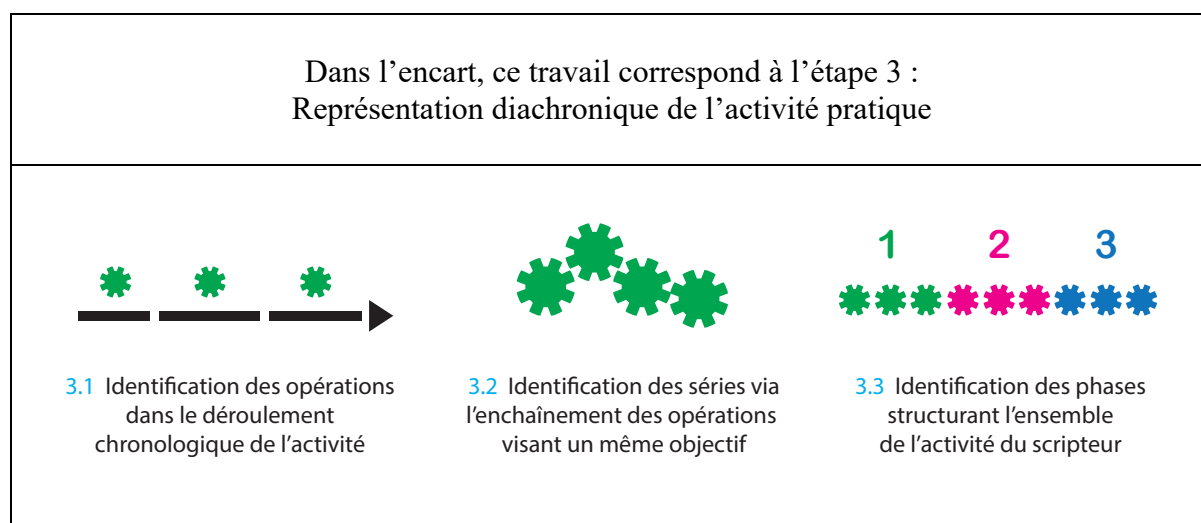 Dans l’encart, ce travail correspond à l’étape 3 :
Représentation diachronique de l’activité pratique
1 2 3
3.1 Identification des opérations
dans le déroulement
chronologique de l’activité
3.2 Identification des séries via
l’enchaînement des opérations
visant un même objectif
3.3 Identification des phases
structurant l’ensemble
de l’activité du scripteur